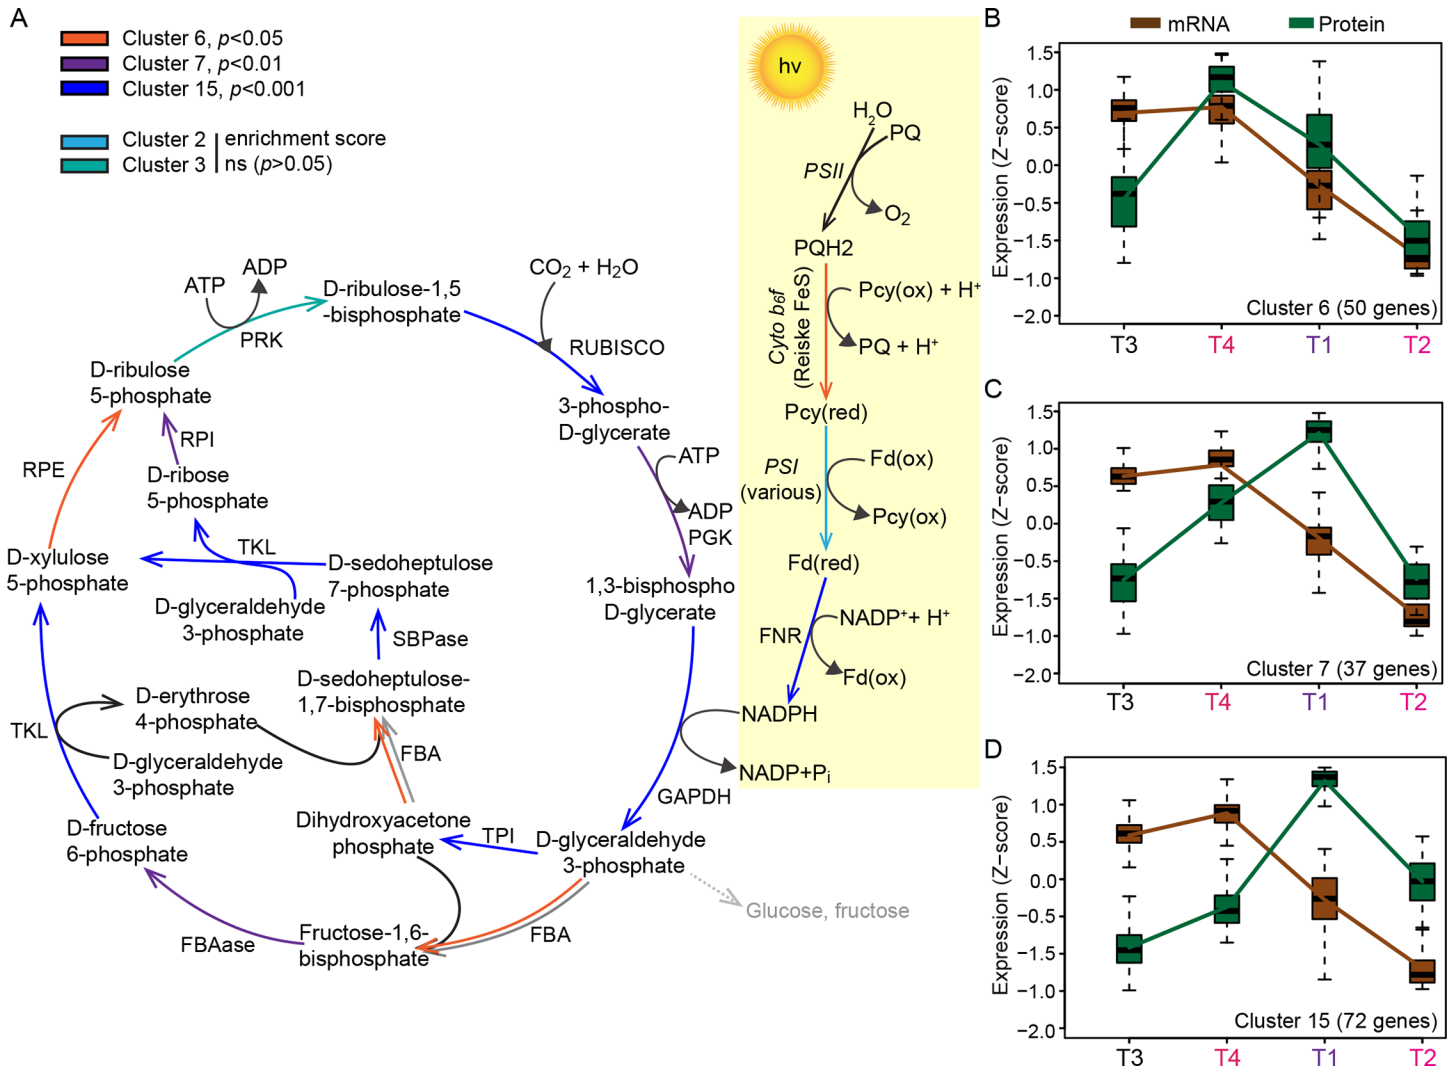 A
Cluster 6, p<0.05
Cluster 7, p<0.01
Cluster 15, p<0.001
Cluster 2
Cluster 3
enrichment score
ns (p>0.05)
hv
H2O
PQ
PSII
O2
PQH2
Cyto b6f
(Reiske FeS)
Pcy(ox) + H+
PQ + H+
Pcy(red)
PSI
(various)
Fd(ox)
Pcy(ox)
Fd(red)
FNR
NADP++ H+
Fd(ox)
NADPH
NADP+Pi
ATP
ADP
PRK
D-ribulose-1,5
-bisphosphate
CO2 + H2O
RUBISCO
3-phospho-
D-glycerate
ATP
ADP
PGK
1,3-bisphospho
D-glycerate
GAPDH
D-glyceraldehyde
3-phosphate
Glucose, fructose
TPI
Dihydroxyacetone
phosphate
FBA
FBA
Fructose-1,6-
bisphosphate
FBAase
D-fructose
6-phosphate
TKL
D-erythrose
4-phosphate
D-glyceraldehyde
3-phosphate
D-sedoheptulose-
1,7-bisphosphate
SBPase
D-sedoheptulose
7-phosphate
TKL
D-glyceraldehyde
3-phosphate
D-xylulose
5-phosphate
D-ribose
5-phosphate
RPI
RPE
D-ribulose
5-phosphate
B
mRNA
Protein
Expression (Z-score)
1.5
1.0
0.5
0.0
−0.5
−1.5
−1.0
−2.0
Cluster 6 (50 genes)
T3
T4
T1
T2
C
Expression (Z-score)
1.5
1.0
0.5
0.0
−0.5
−1.5
−1.0
−2.0
Cluster 7 (37 genes)
T3
T4
T1
T2
D
Expression (Z-score)
1.5
1.0
0.5
0.0
−0.5
−1.5
−1.0
−2.0
Cluster 15 (72 genes)
T3
T4
T1
T2